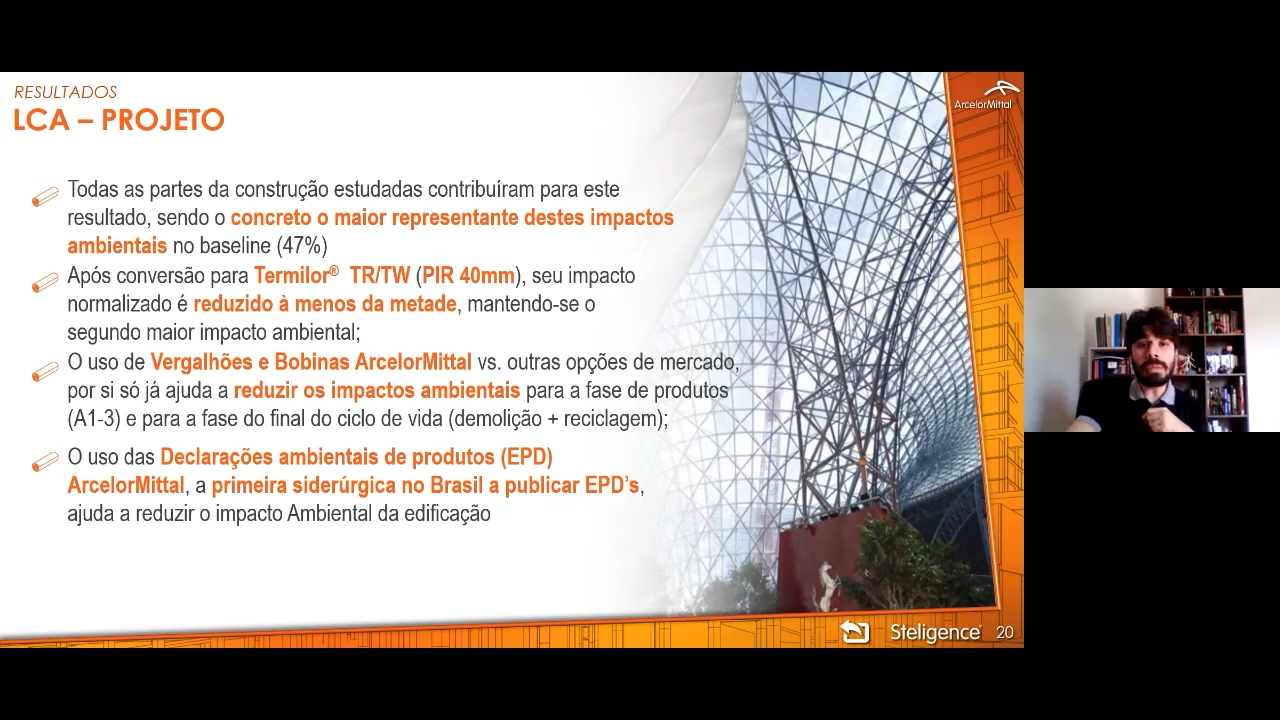 RESULTADOS
LCA – PROJETO
ArcelorMittal
Todas as partes da construção estudadas contribuíram para este
resultado, sendo o concreto o maior representante destes impactos
ambientais no baseline (47%)
Após conversão para Termilor® TR/TW (PIR 40mm), seu impacto
normalizado é reduzido à menos da metade, mantendo-se o
segundo maior impacto ambiental;
O uso de Vergalhões e Bobinas ArcelorMittal vs. outras opções de mercado,
por si só já ajuda a reduzir os impactos ambientais para a fase de produtos
(A1-3) e para a fase do final do ciclo de vida (demolição + reciclagem);
O uso das Declarações ambientais de produtos (EPD)
ArcelorMittal, a primeira siderúrgica no Brasil a publicar EPD’s,
ajuda a reduzir o impacto Ambiental da edificação
Steligence® 20